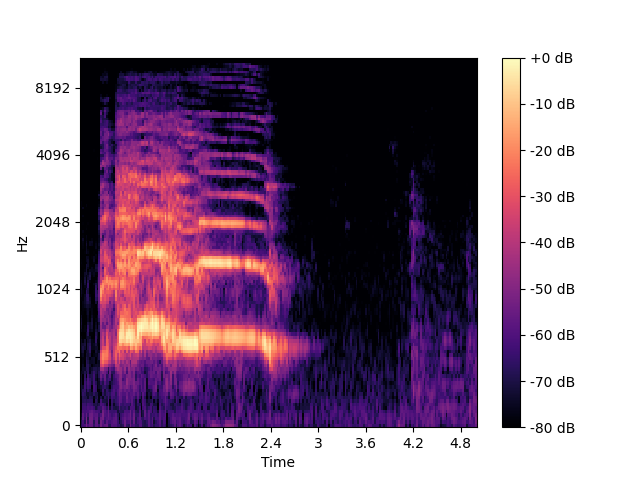 +0 dB
8192
-10 dB
4096
-20 dB
-30 dB
Hz
2048
-40 dB
1024
-50 dB
-60 dB
512
-70 dB
0
-80 dB
0 0.6 1.2 1.8 2.4 3 3.6 4.2 4.8
Time